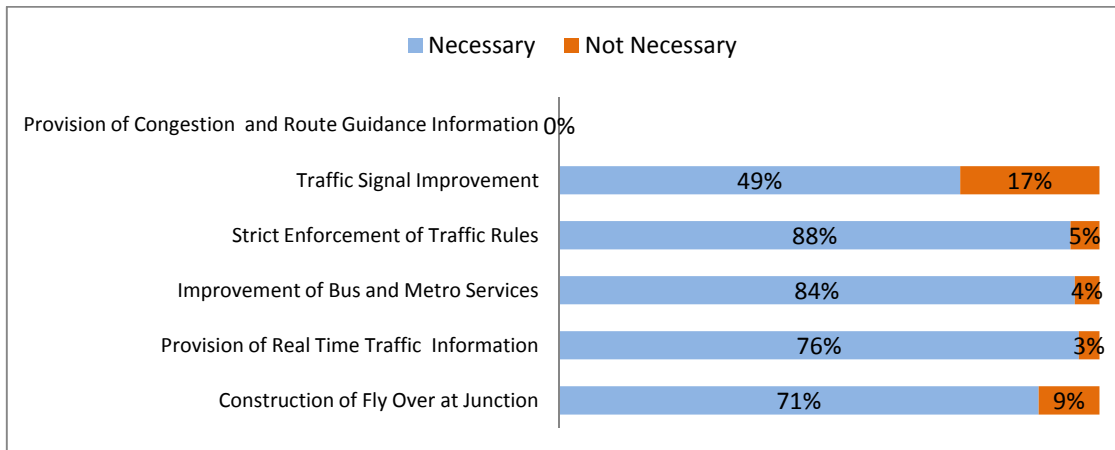 Necessary Not Necessary
Provision of Congestion and Route Guidance Information 0%
Traffic Signal Improvement 49% 17%
Strict Enforcement of Traffic Rules 88% 5%
Improvement of Bus and Metro Services 84% 4%
Provision of Real Time Traffic Information 76% 3%
Construction of Fly Over at Junction 71% 9%